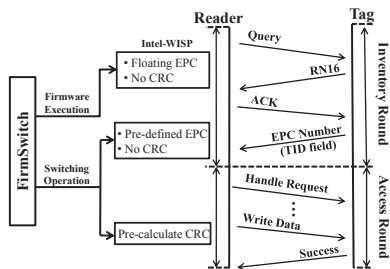 Reader
Tag
Intel-WISP
• Floating EPC
• No CRC
Firmware
Execution
FirmSwitch
• Pre-defined EPC
• No CRC
Switching
Operation
Pre-calculate CRC
Query
RN16
ACK
EPC Number
(TID field)
Handle Request
⋮
Write Data
Success
Inventory Round
Access Round